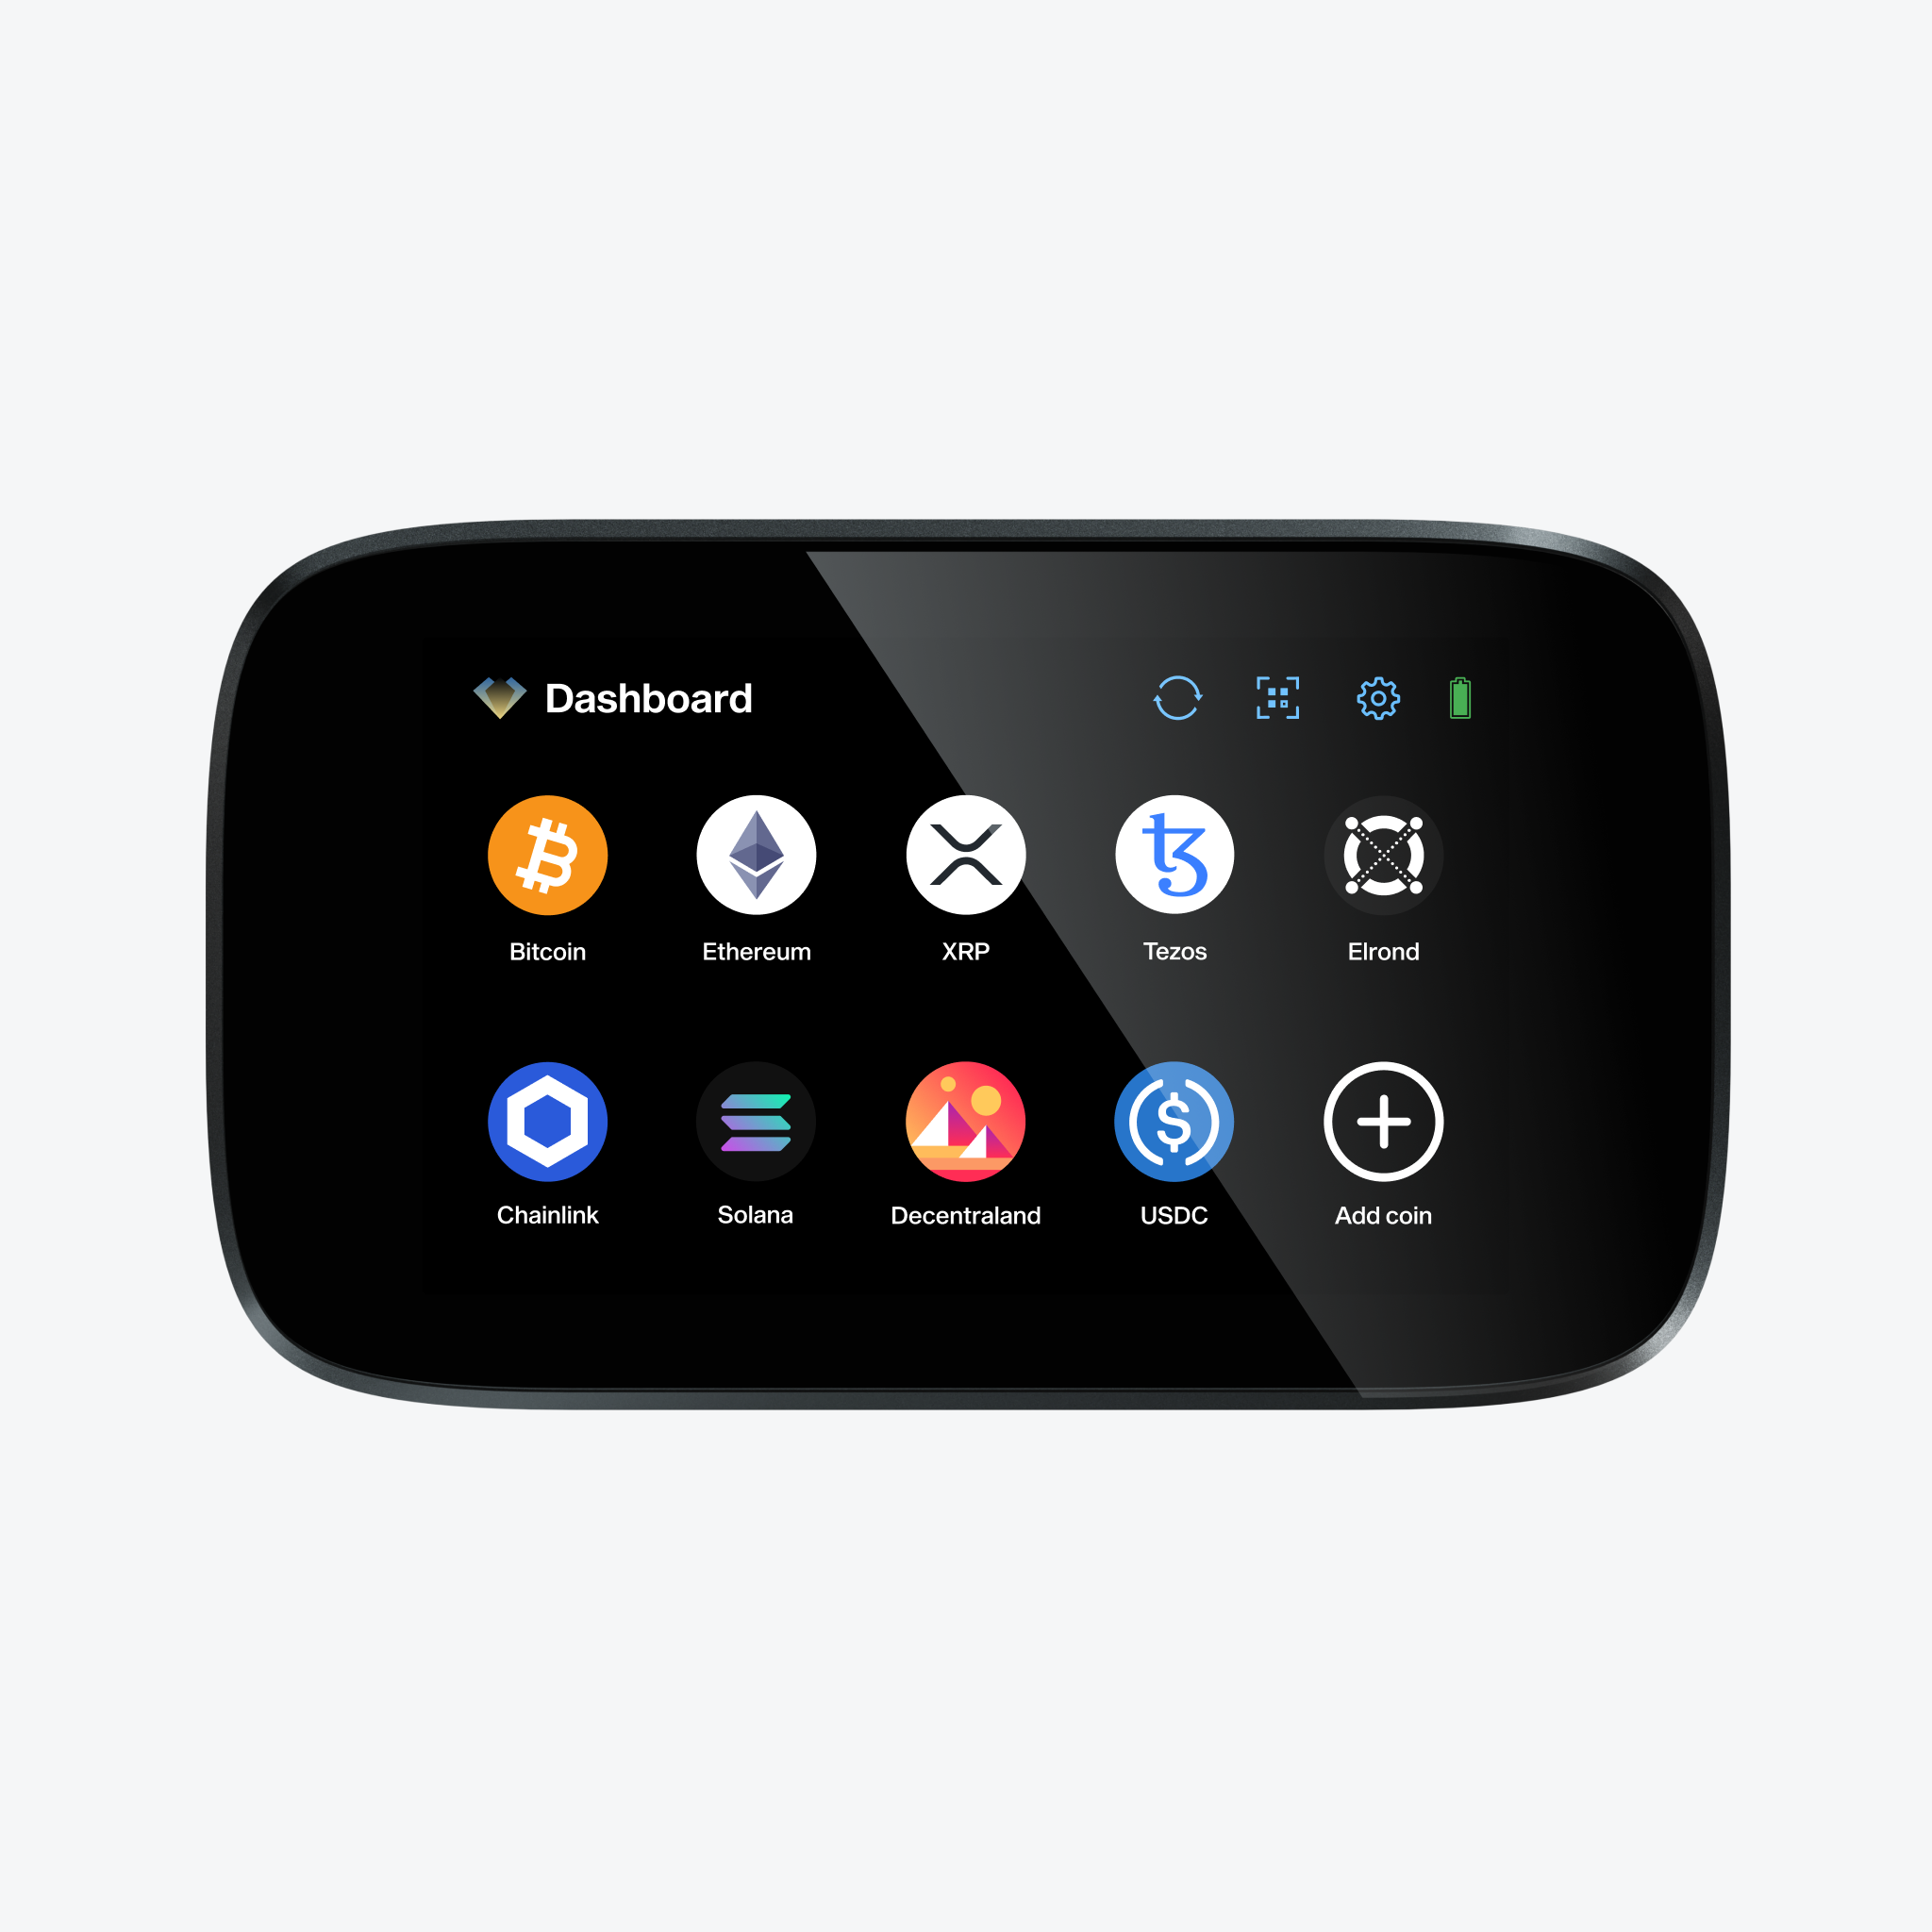 Dashboard
Bitcoin
Ethereum
XRP
Tezos
Elrond
Chainlink
Solana
Decentraland
USDC
Add coin